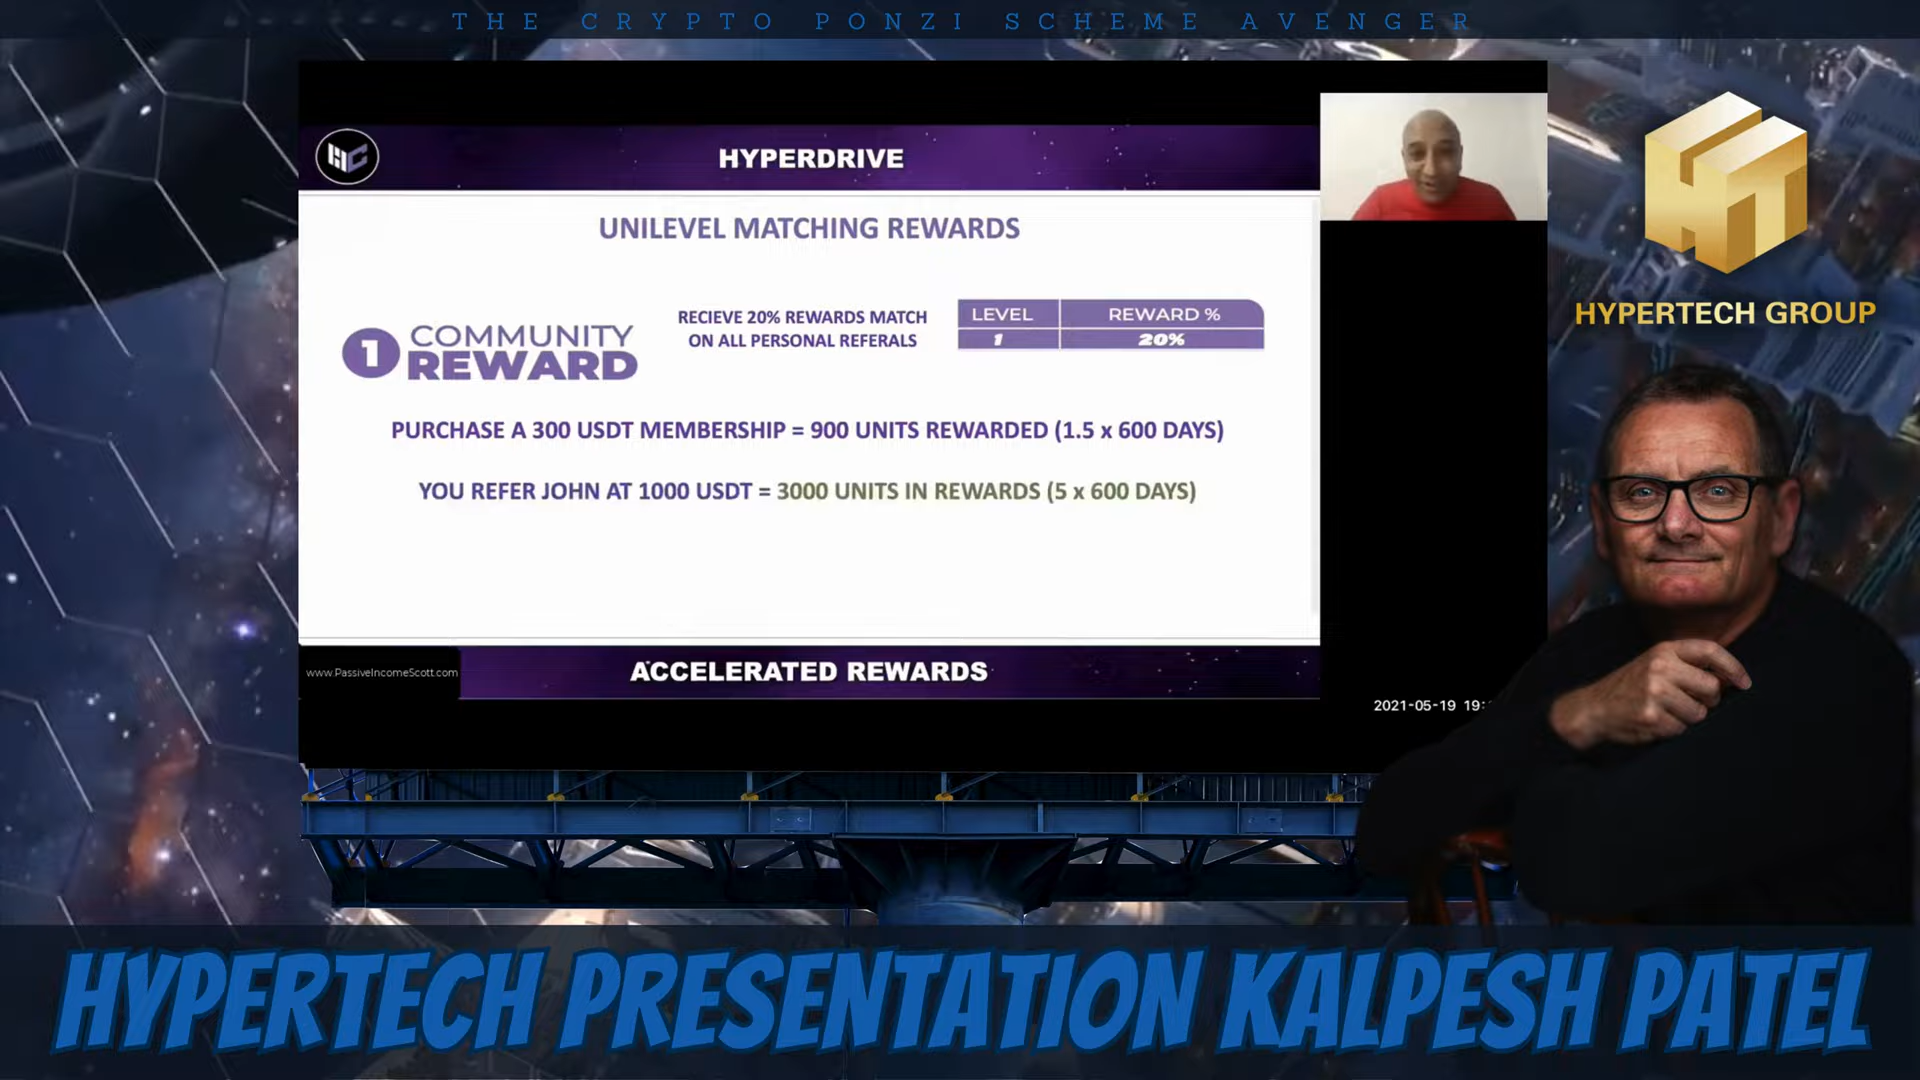 THE CRYPTO PONZI SCHEME AVENGER
HC
HYPERDRIVE
UNILEVEL MATCHING REWARDS
1 COMMUNITY
REWARD
RECIEVE 20% REWARDS MATCH
ON ALL PERSONAL REFERALS
LEVEL REWARD %
1 20%
PURCHASE A 300 USDT MEMBERSHIP = 900 UNITS REWARDED (1.5 x 600 DAYS)
YOU REFER JOHN AT 1000 USDT = 3000 UNITS IN REWARDS (5 x 600 DAYS)
www.PassiveIncomeScott.com
ACCELERATED REWARDS
2021-05-19 19:
HT
HYPERTECH GROUP
HYPERTECH PRESENTATION KALPESH PATEL